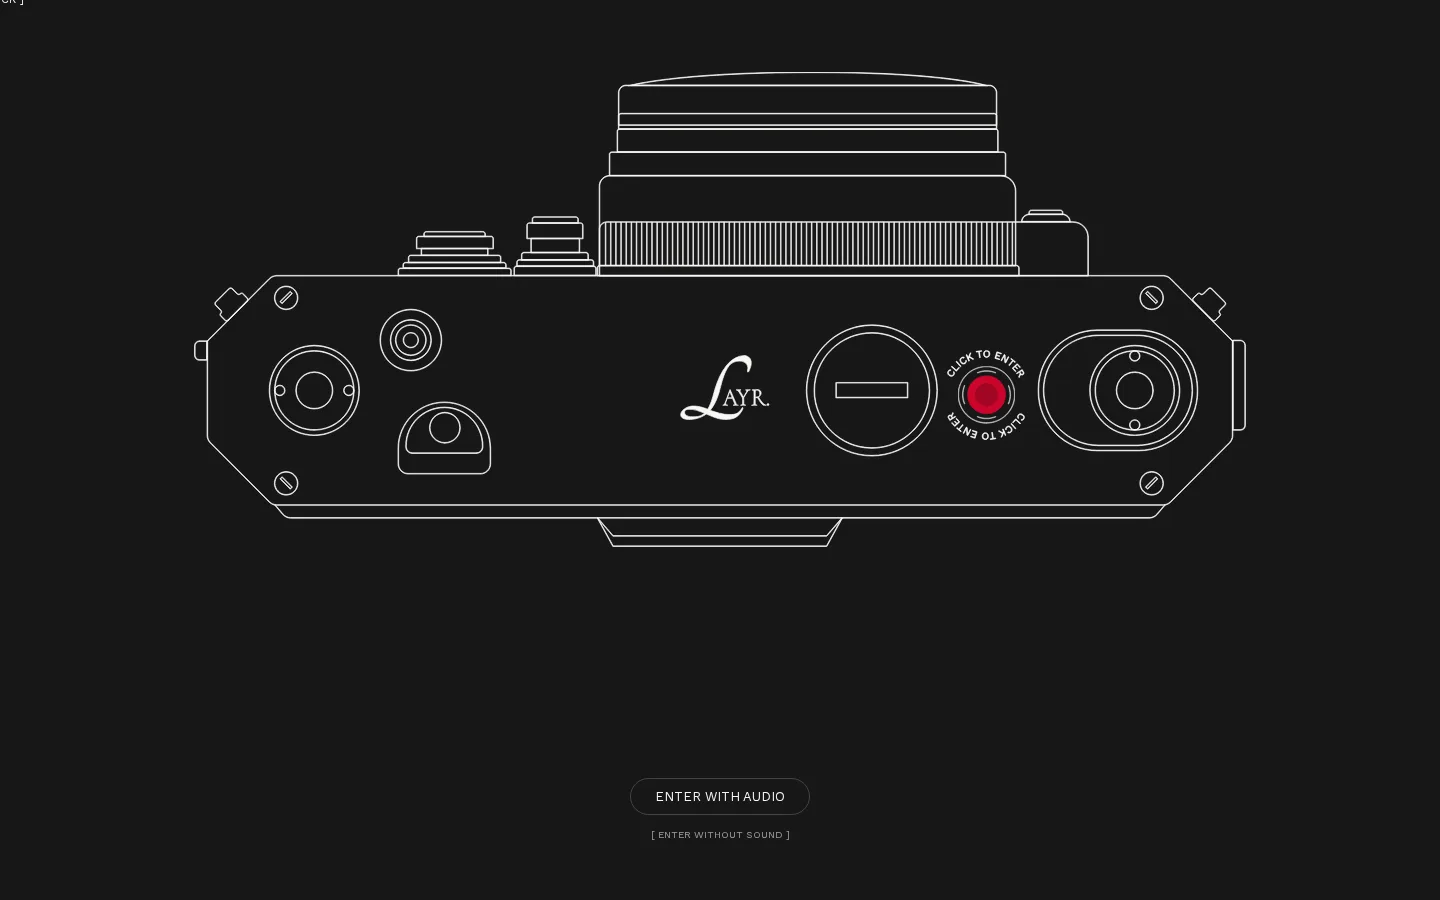 CLICK TO ENTER
LAYR.
CLICK TO ENTER
ENTER WITH AUDIO
[ ENTER WITHOUT SOUND ]